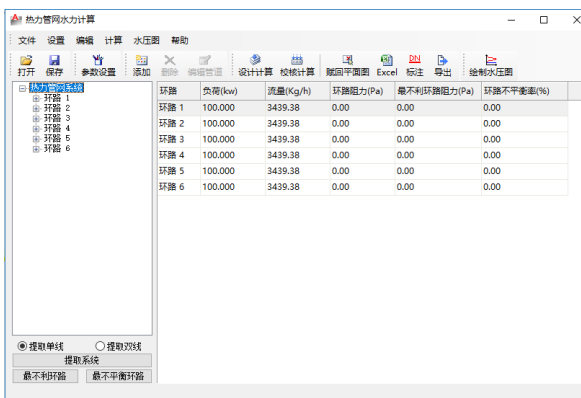 热力管网水力计算
文件 设置 编辑 计算 水压图 帮助
打开 保存 参数设置 添加 删除 编辑管道 设计计算 校核计算 赋回平面图 Excel 标注 导出 绘制水压图
热力管网系统
环路 1
环路 2
环路 3
环路 4
环路 5
环路 6
环路 负荷(kw) 流量(Kg/h) 环路阻力(Pa) 最不利环路阻力(Pa) 环路不平衡率(%)
环路 1 100.000 3439.38 0.00 0.00 0.00
环路 2 100.000 3439.38 0.00 0.00 0.00
环路 3 100.000 3439.38 0.00 0.00 0.00
环路 4 100.000 3439.38 0.00 0.00 0.00
环路 5 100.000 3439.38 0.00 0.00 0.00
环路 6 100.000 3439.38 0.00 0.00 0.00
提取单线 提取双线
提取系统
最不利环路 最不平衡环路